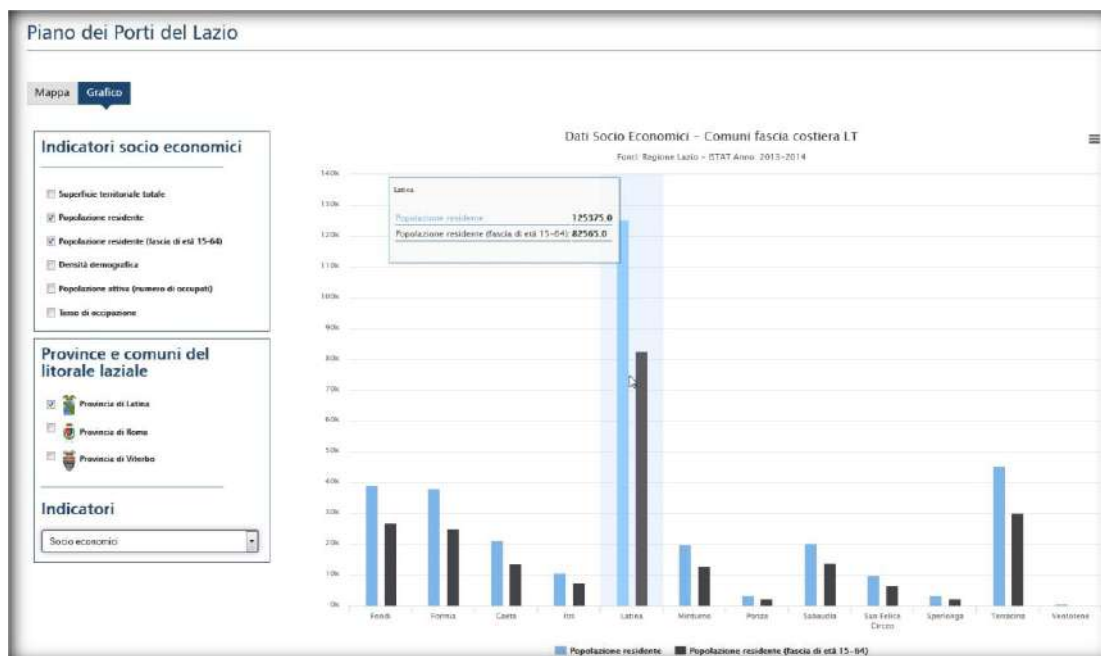 Piano dei Porti del Lazio
Mappa
Grafico
Indicatori socio economici
Superficie territoriale totale
Popolazione residente
Popolazione residente (fascia di età 15-64)
Densità demografica
Popolazione attiva (numero di occupati)
Tasso di occipazione
Province e comuni del
litorale laziale
Provincia di Latina
Provincia di Roma
Provincia di Viterbo
Indicatori
Socio economici
Dati Socio Economici - Comuni fascia costiera LT
Fonti: Regione Lazio - ISTAT Anno: 2013-2014
140k
130k
120k
110k
100k
90k
80k
70k
60k
50k
40k
30k
20k
10k
0k
Latina
Popolazione residente 125375.0
Popolazione residente (fascia di età 15-64): 82565.0
Fondi
Formia
Gaeta
Itri
Latina
Minturno
Ponza
Sabaudia
San Felice
Circeo
Sperlonga
Terracina
Ventotene
Popolazione residente
Popolazione residente (fascia di età 15-64)